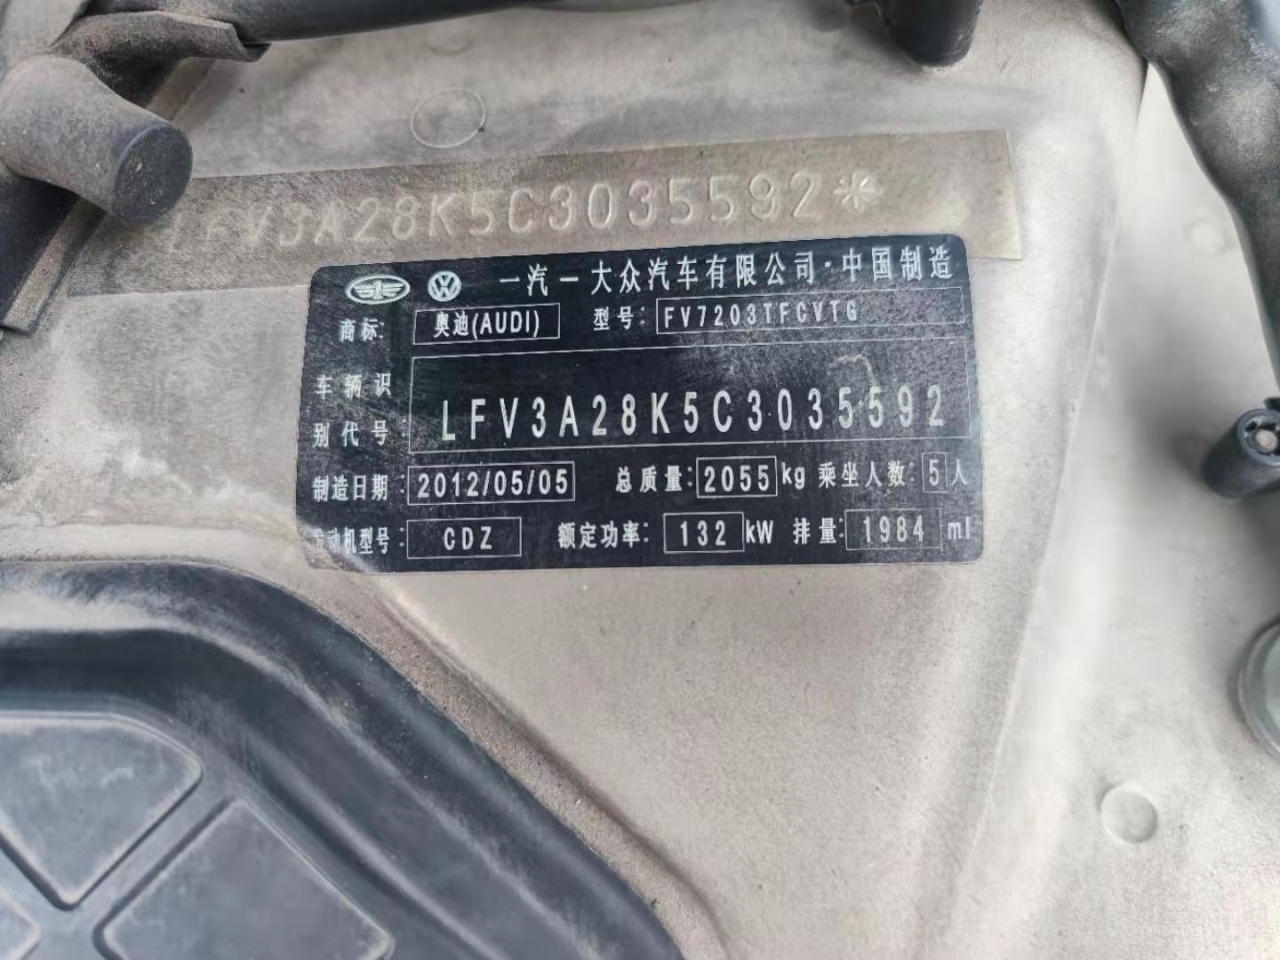 LFV3A28K5C3035592*
一汽一大众汽车有限公司·中国制造
商标: 奥迪(AUDI) 型号: FV7203TFCVTG
车辆识
别代号: LFV3A28K5C3035592
制造日期: 2012/05/05 总质量: 2055 kg 乘坐人数: 5 人
发动机型号: CDZ 额定功率: 132 kW 排量: 1984 ml